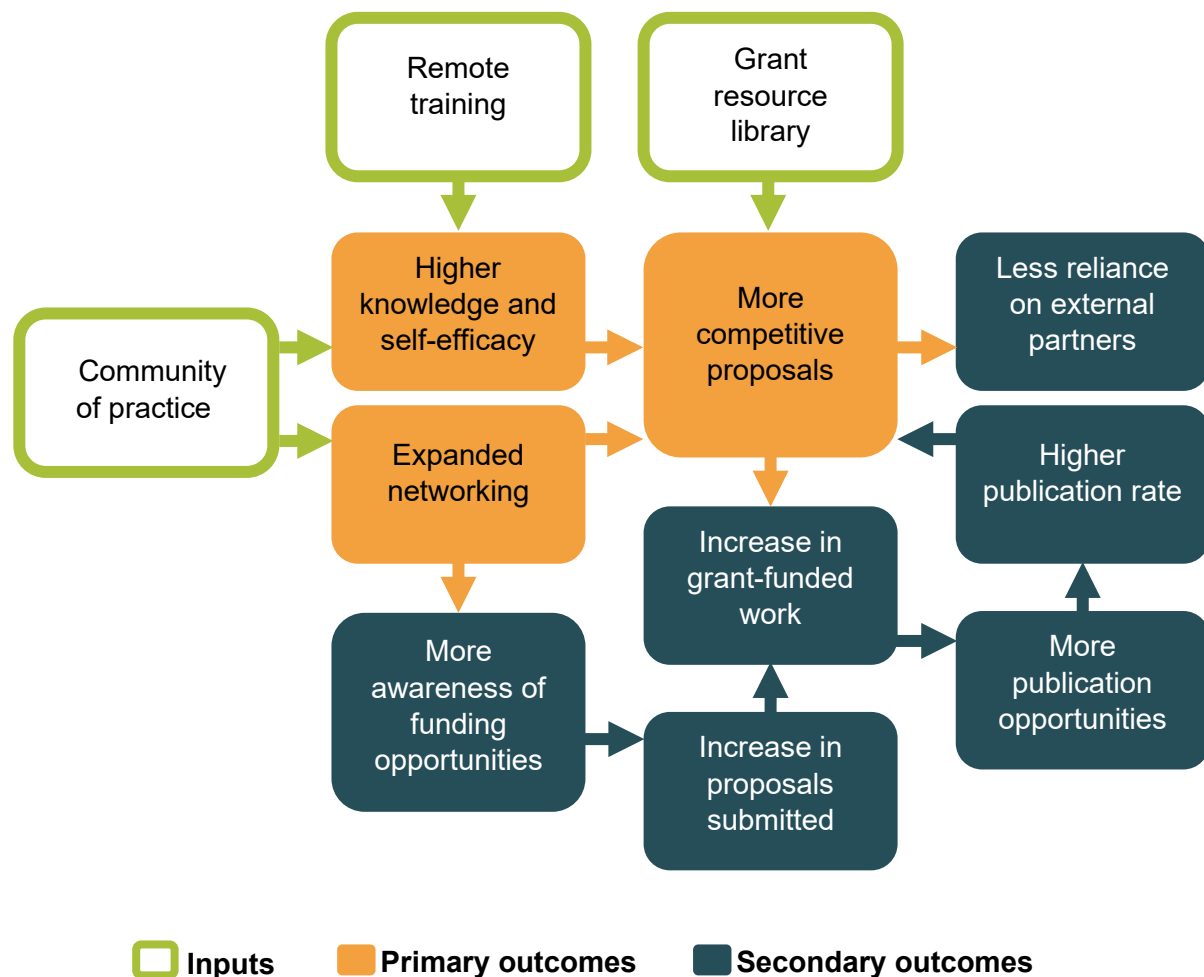 Remote
training
Grant
resource
library
Higher
knowledge and
self-efficacy
More
competitive
proposals
Less reliance
on external
partners
Community
of practice
Expanded
networking
Higher
publication rate
Increase in
grant-funded
work
More
awareness of
funding
opportunities
More
publication
opportunities
Increase in
proposals
submitted
Inputs
Primary outcomes
Secondary outcomes